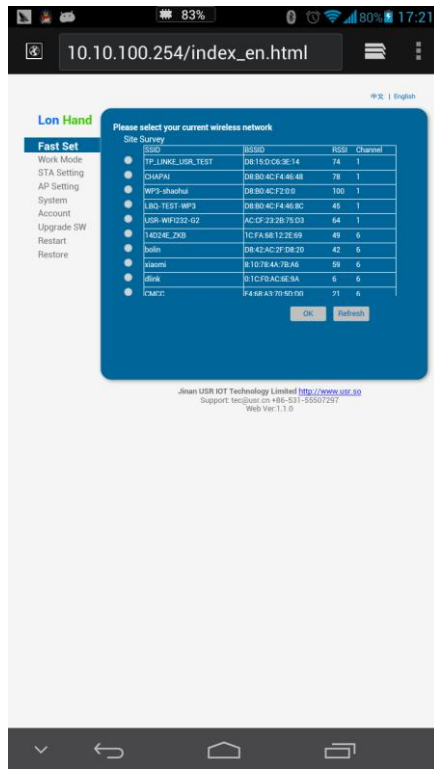 83% 80% 17:21
10.10.100.254/index_en.html
中文 | English
Lon Hand
Fast Set
Work Mode
STA Setting
AP Setting
System
Account
Upgrade SW
Restart
Restore
Please select your current wireless network
Site Survey
SSID BSSID RSSI Channel
TP_LINKE_USR_TEST D8:15:D:C6:3E:14 74 1
CHAPAI D8:B0:4C:F4:46:48 78 1
WP3-shaohui D8:B0:4C:F2:0:0 100 1
LBQ-TEST-WP3 D8:B0:4C:F4:46:8C 45 1
USR-WIFI232-G2 AC:CF:23:2B:75:D3 64 1
14D24E_ZKB 1C:FA:68:12:2E:69 49 6
bolin D8:42:AC:2F:D8:20 42 6
xiaomi 8:10:78:4A:7B:A6 59 6
dlink 0:1C:F0:AC:6E:9A 6 6
CMCC F4:68:A3:70:5D:D0 21 6
OK Refresh
Jinan USR IOT Technology Limited http://www.usr.so
Support: tec@usr.cn +86-531-55507297
Web Ver:1.1.0